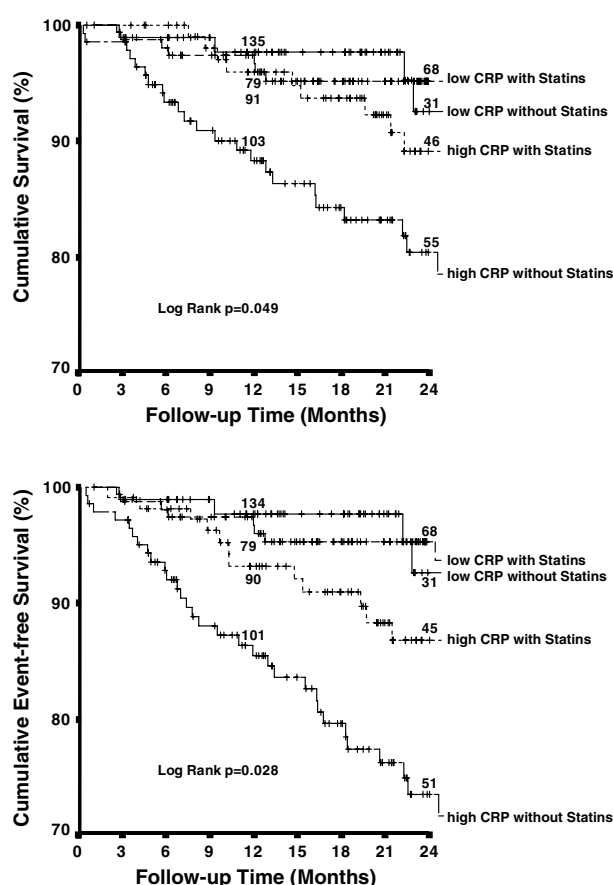 100
135
68
low CRP with Statins
79
31
low CRP without Statins
91
46
high CRP with Statins
90
103
Cumulative Survival (%)
80
55
high CRP without Statins
Log Rank p=0.049
70
0 3 6 9 12 15 18 21 24
Follow-up Time (Months)
100
134
68
low CRP with Statins
79
31
low CRP without Statins
90
45
high CRP with Statins
90
101
Cumulative Event-free Survival (%)
80
51
Log Rank p=0.028
high CRP without Statins
70
0 3 6 9 12 15 18 21 24
Follow-up Time (Months)